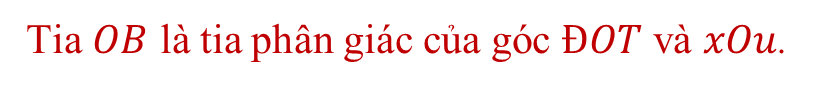 Tia OB là tia phân giác của góc ĐOT và xOu.